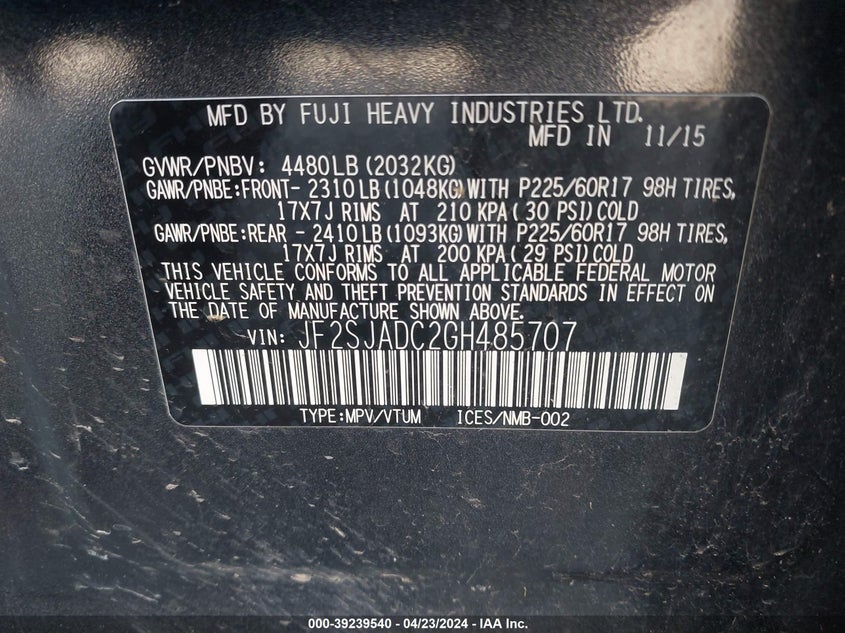 MFD BY FUJI HEAVY INDUSTRIES LTD.
MFD IN 11/15
GVWR/PNBV: 4480LB (2032KG)
GAWR/PNBE:FRONT- 2310LB (1048KG) WITH P225/60R17 98H TIRES,
17X7J RIMS AT 210 KPA( 30 PSI)COLD
GAWR/PNBE:REAR - 2410LB (1093KG) WITH P225/60R17 98H TIRES,
17X7J RIMS AT 200 KPA( 29 PSI)COLD
THIS VEHICLE CONFORMS TO ALL APPLICABLE FEDERAL MOTOR
VEHICLE SAFETY AND THEFT PREVENTION STANDARDS IN EFFECT ON
THE DATE OF MANUFACTURE SHOWN ABOVE.
VIN: JF2SJADC2GH485707
TYPE:MPV/VTUM ICES/NMB-002
000-39239540 - 04/23/2024 - IAA Inc.